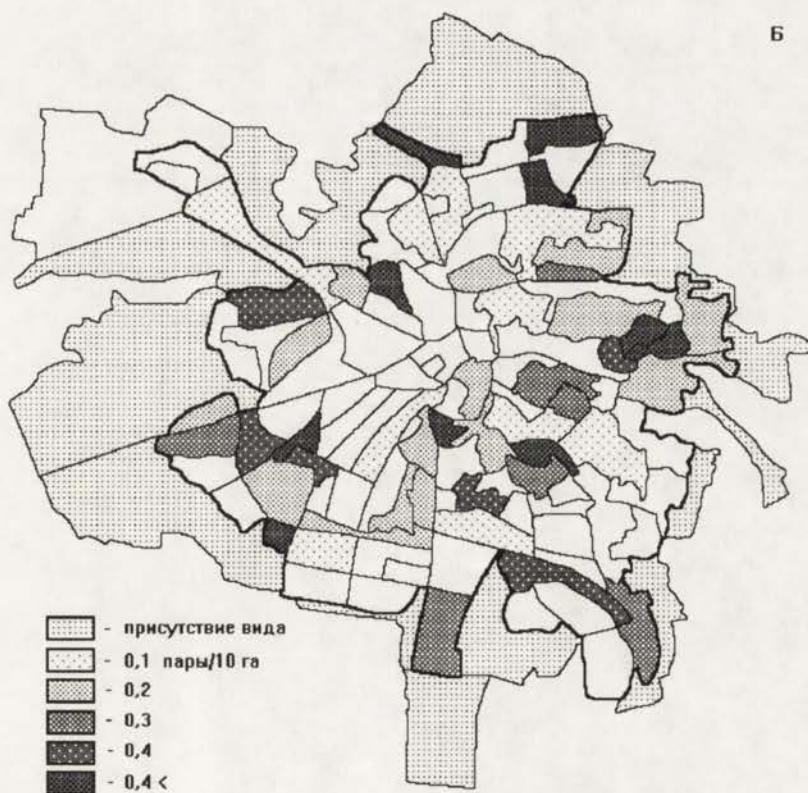 Б
- присутствие вида
- 0,1 пары/10 га
- 0,2
- 0,3
- 0,4
- 0,4 <